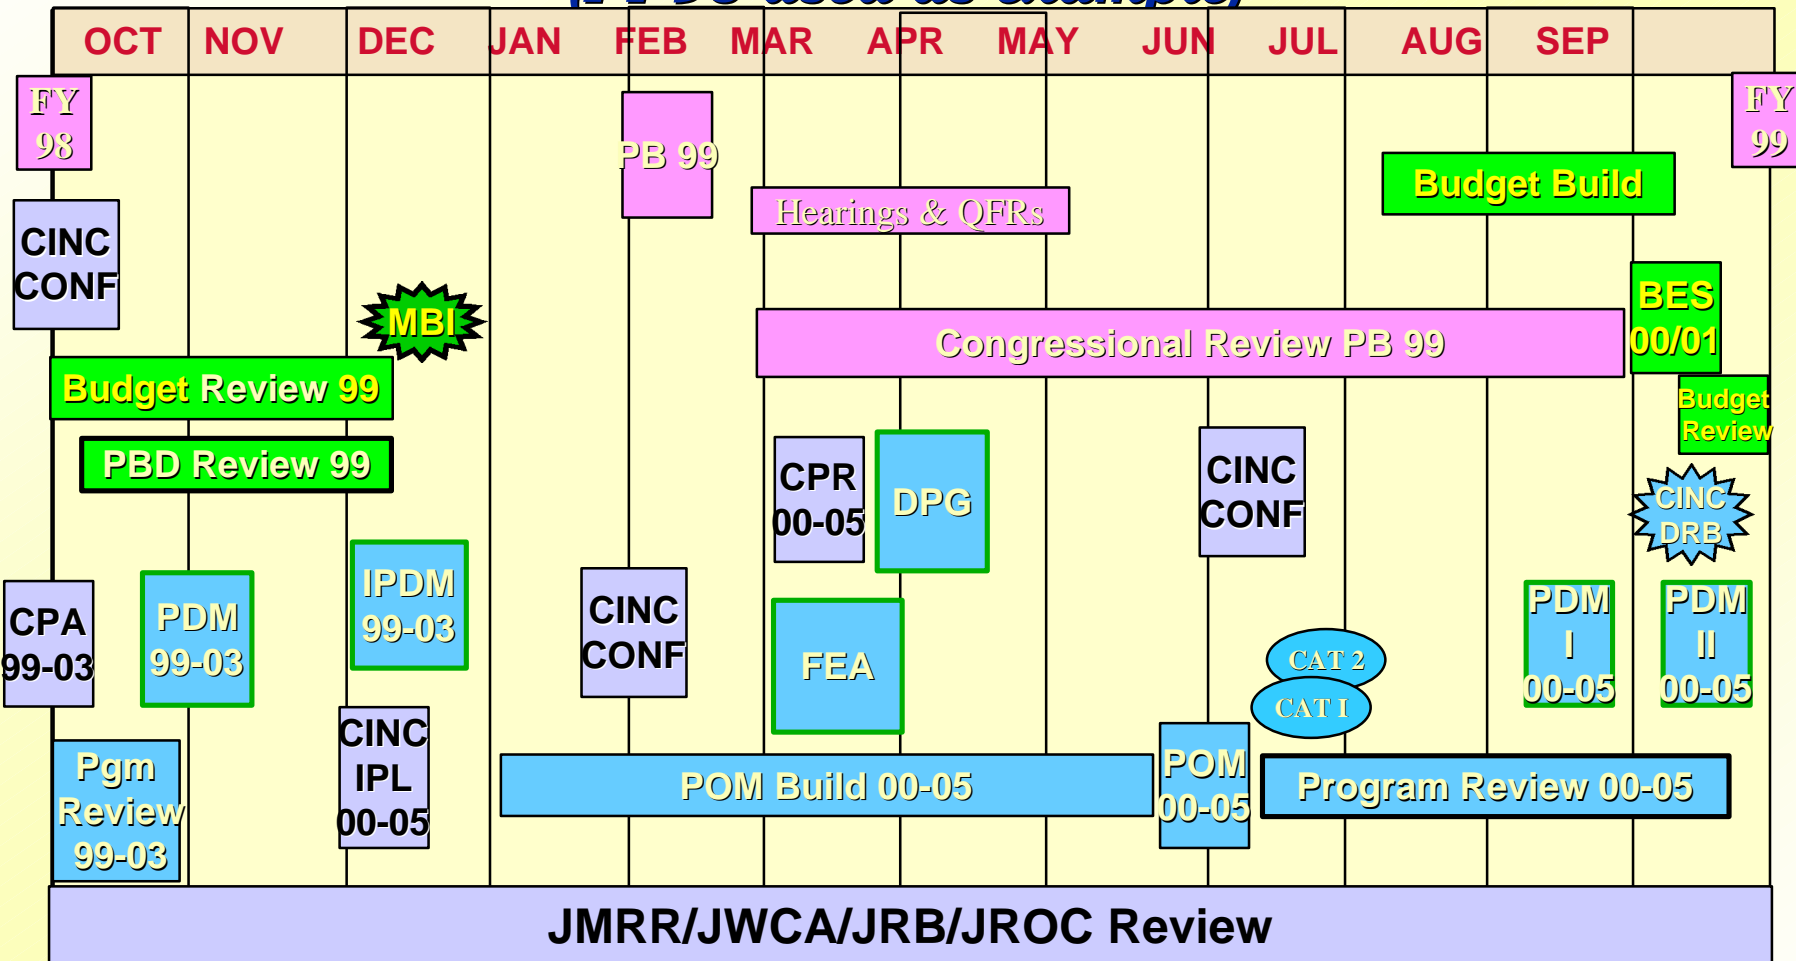 used as example)
OCT NOV DEC JAN FEB MAR APR MAY JUN JUL AUG SEP
FY
98
FY
99
PB 99
Budget Build
Hearings & QFRs
CINC
CONF
MBI
BES
00/01
Congressional Review PB 99
Budget Review 99
Budget
Review
PBD Review 99
CPR
00-05
DPG
CINC
CONF
CINC
DRB
IPDM
99-03
CPA
99-03
PDM
99-03
CINC
CONF
FEA
CAT 2
CAT I
PDM
I
00-05
PDM
II
00-05
Pgm
Review
99-03
CINC
IPL
00-05
POM Build 00-05
POM
00-05
Program Review 00-05
JMRR/JWCA/JRB/JROC Review